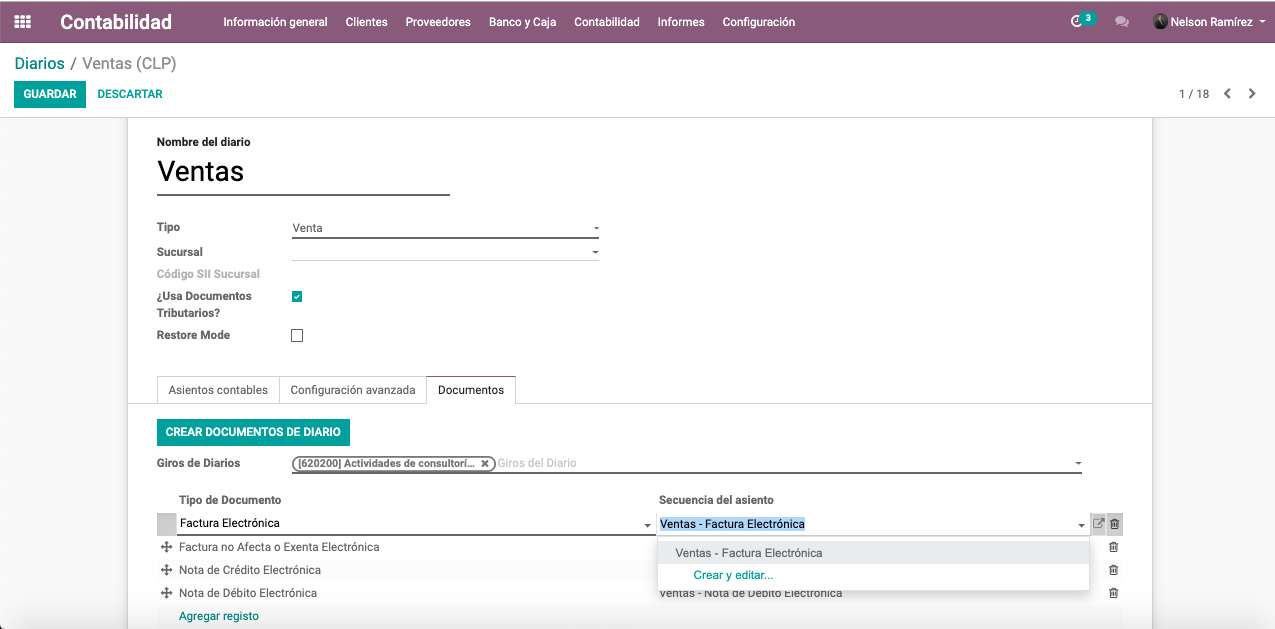 Contabilidad Información general Clientes Proveedores Banco y Caja Contabilidad Informes Configuración 3 Nelson Ramírez
Diarios / Ventas (CLP)
GUARDAR DESCARTAR 1 / 18
Nombre del diario
Ventas
Tipo Venta
Sucursal
Código SII Sucursal
¿Usa Documentos
Tributarios?
Restore Mode
Asientos contables Configuración avanzada Documentos
CREAR DOCUMENTOS DE DIARIO
Giros de Diarios [620200] Actividades de consultorí... Giros del Diario
Tipo de Documento Secuencia del asiento
Factura Electrónica Ventas - Factura Electrónica
Factura no Afecta o Exenta Electrónica Ventas - Factura Electrónica
Nota de Crédito Electrónica Crear y editar...
Nota de Débito Electrónica Ventas - Nota de Débito Electrónica
Agregar registo